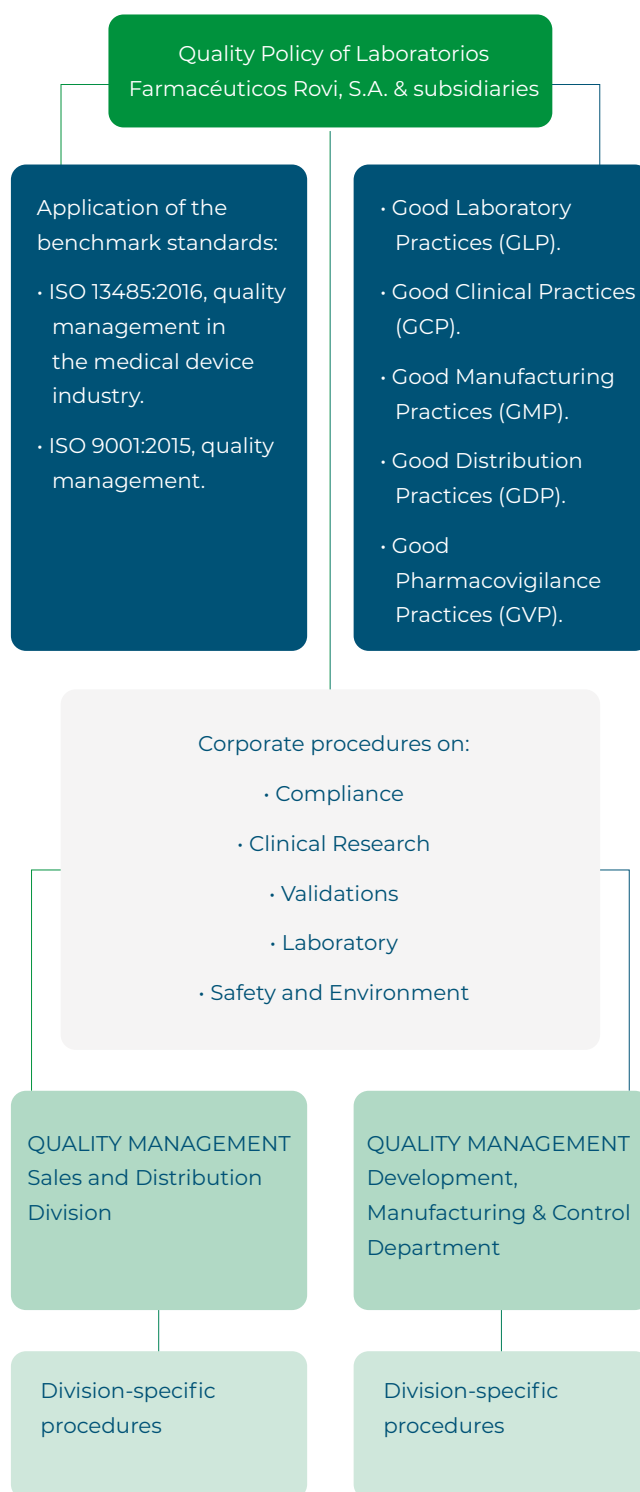 Quality Policy of Laboratorios
Farmacéuticos Rovi, S.A. & subsidiaries
Application of the
benchmark standards:
· ISO 13485:2016, quality
management in
the medical device
industry.
· ISO 9001:2015, quality
management.
· Good Laboratory
Practices (GLP).
· Good Clinical Practices
(GCP).
· Good Manufacturing
Practices (GMP).
· Good Distribution
Practices (GDP).
· Good
Pharmacovigilance
Practices (GVP).
Corporate procedures on:
· Compliance
· Clinical Research
· Validations
· Laboratory
· Safety and Environment
QUALITY MANAGEMENT
Sales and Distribution
Division
QUALITY MANAGEMENT
Development,
Manufacturing & Control
Department
Division-specific
procedures
Division-specific
procedures